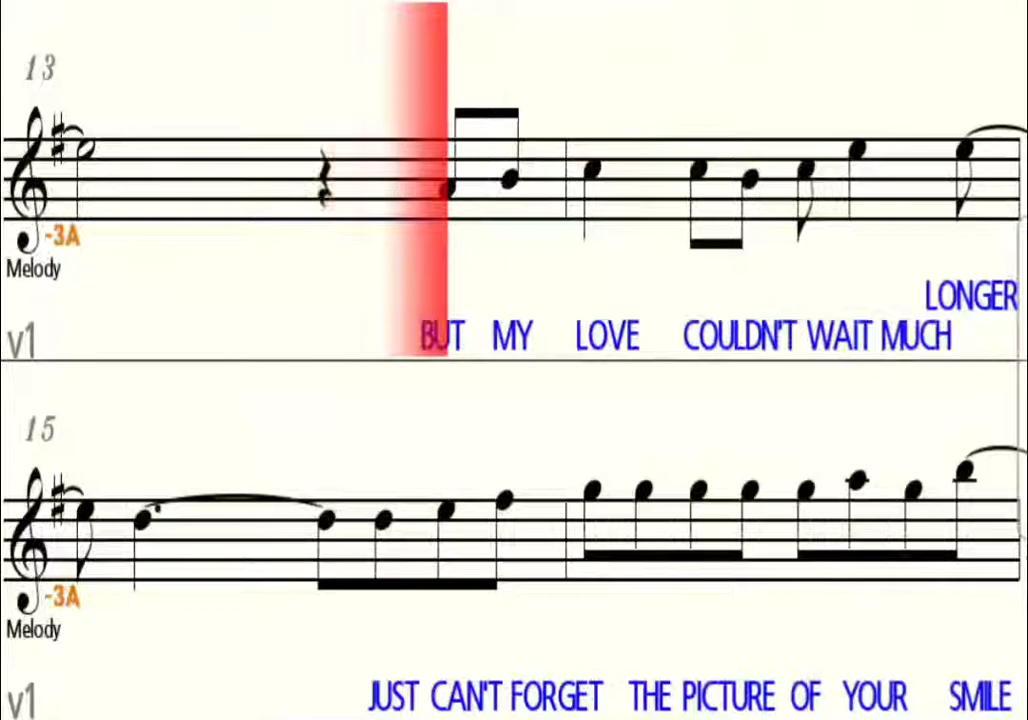 13
-3A
Melody
LONGER
v1 BUT MY LOVE COULDN'T WAIT MUCH
15
-3A
Melody
v1 JUST CAN'T FORGET THE PICTURE OF YOUR SMILE